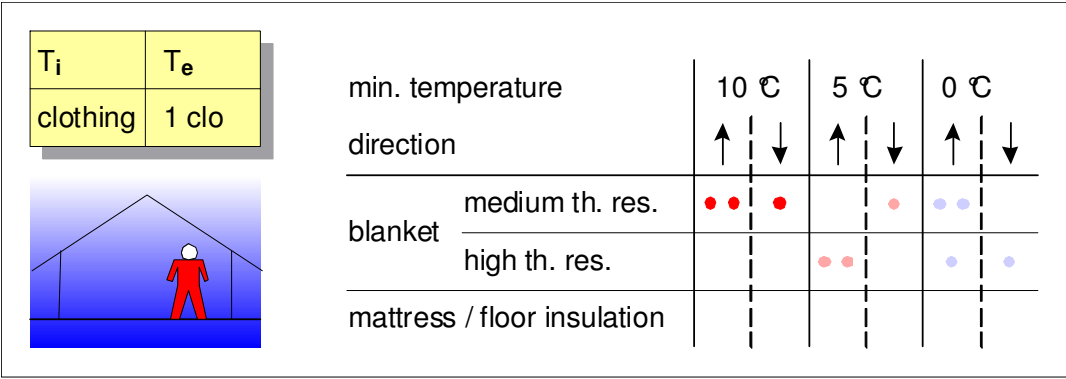 Ti Te
clothing 1 clo
min. temperature 10 °C 5 °C 0 °C
direction
blanket
medium th. res.
high th. res.
mattress / floor insulation